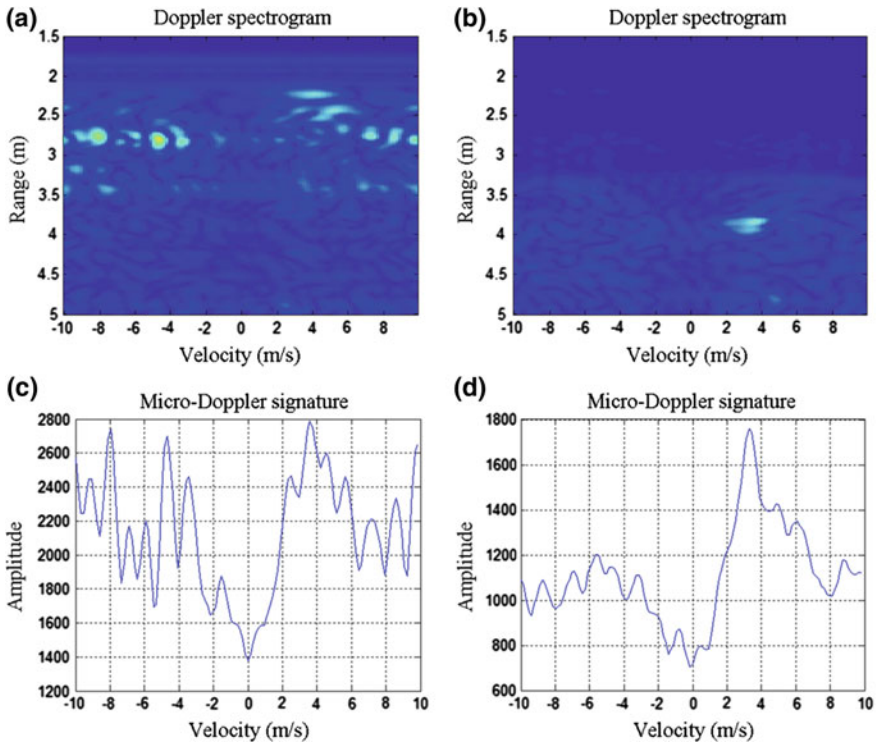 (a) Doppler spectrogram
1.5
2
2.5
3
3.5
4
4.5
5
Range (m)
-10 -8 -6 -4 -2 0 2 4 6 8
Velocity (m/s)
(b) Doppler spectrogram
1.5
2
2.5
3
3.5
4
4.5
5
Range (m)
-10 -8 -6 -4 -2 0 2 4 6 8
Velocity (m/s)
(c) Micro-Doppler signature
2800
2600
2400
2200
2000
1800
1600
1400
1200
Amplitude
-10 -8 -6 -4 -2 0 2 4 6 8 10
Velocity (m/s)
(d) Micro-Doppler signature
1800
1600
1400
1200
1000
800
600
Amplitude
-10 -8 -6 -4 -2 0 2 4 6 8 10
Velocity (m/s)